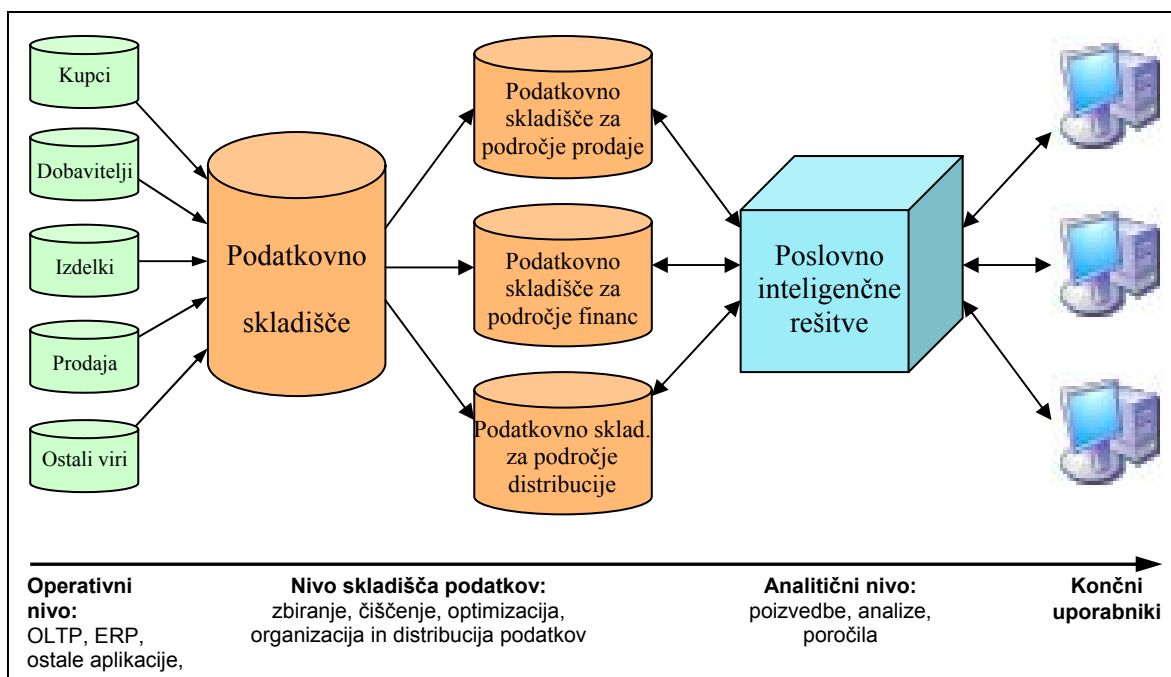 Kupci
Dobavitelji
Izdelki
Prodaja
Ostali viri
Podatkovno
skladišče
Podatkovno
skladišče za
področje prodaje
Podatkovno
skladišče za
področje financ
Podatkovno sklad.
za področje
distribucije
Poslovno
inteligenčne
rešitve
Operativni
nivo:
OLTP, ERP,
ostale aplikacije,
Nivo skladišča podatkov:
zbiranje, čiščenje, optimizacija,
organizacija in distribucija podatkov
Analitični nivo:
poizvedbe, analize,
poročila
Končni
uporabniki